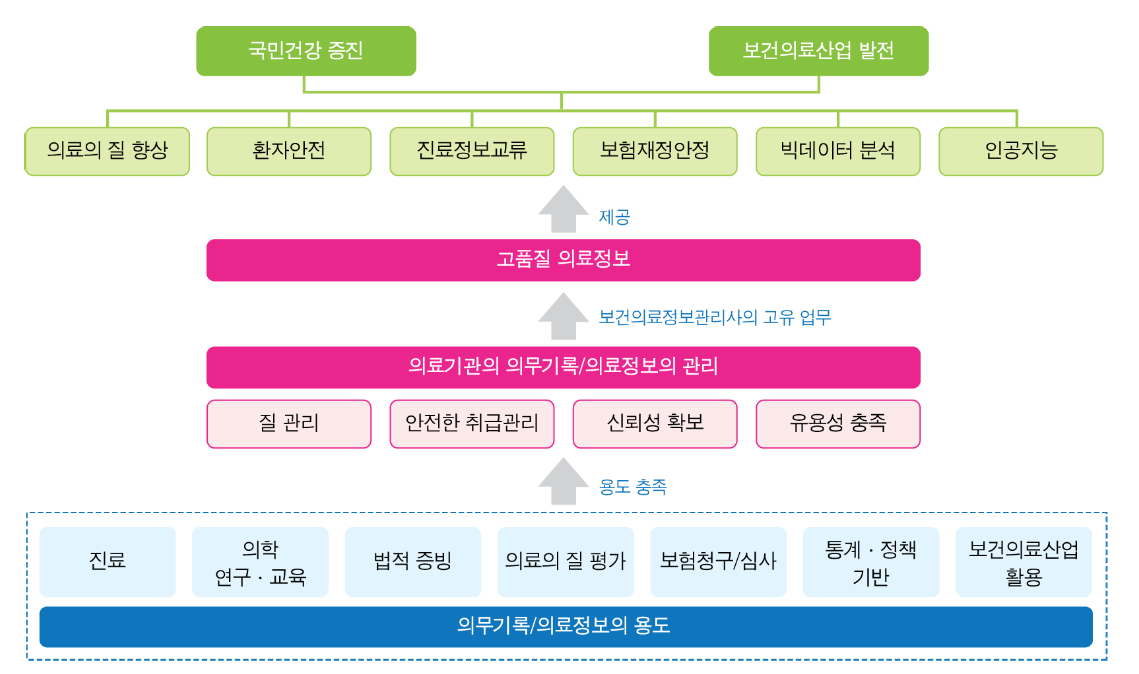 국민건강 증진
보건의료산업 발전
의료의 질 향상
환자안전
진료정보교류
보험재정안정
빅데이터 분석
인공지능
제공
고품질 의료정보
보건의료정보관리사의 고유 업무
의료기관의 의무기록/의료정보의 관리
질 관리
안전한 취급관리
신뢰성 확보
유용성 충족
용도 충족
진료
의학
연구 · 교육
법적 증빙
의료의 질 평가
보험청구/심사
통계 · 정책
기반
보건의료산업
활용
의무기록/의료정보의 용도